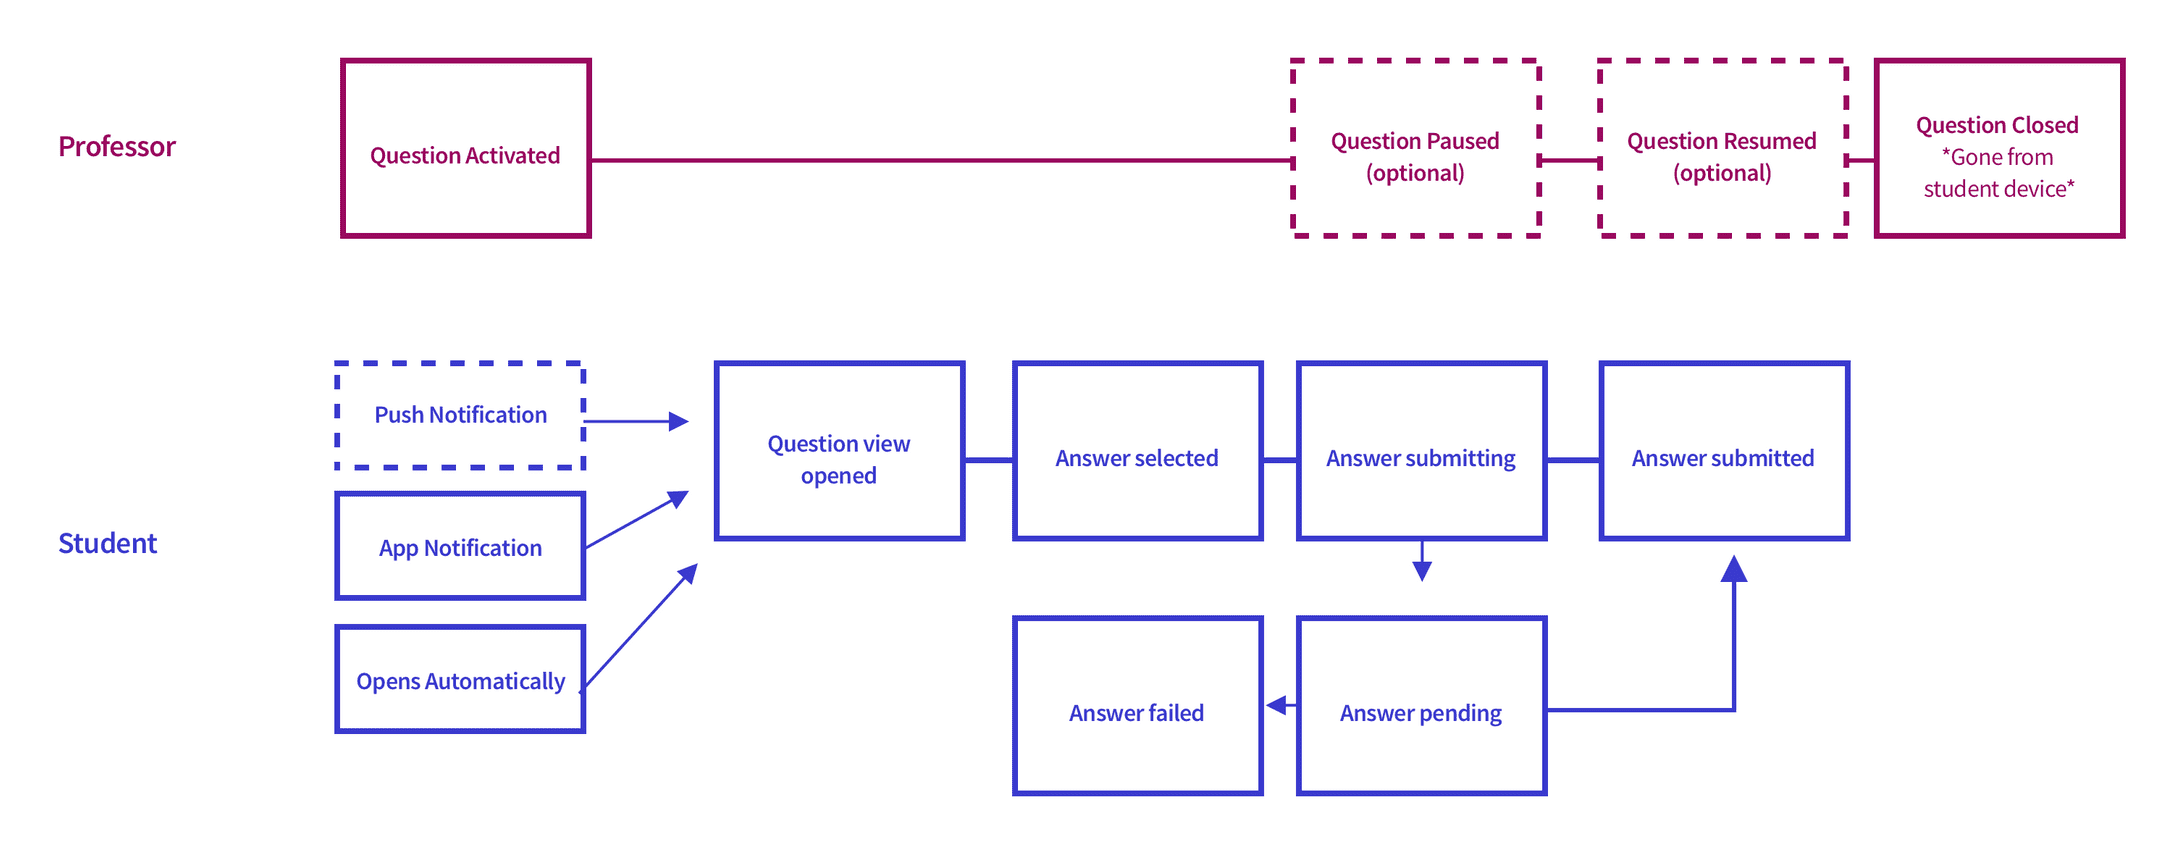 Professor
Question Activated
Question Paused
(optional)
Question Resumed
(optional)
Question Closed
*Gone from
student device*
Student
Push Notification
App Notification
Opens Automatically
Question view
opened
Answer selected
Answer submitting
Answer submitted
Answer failed
Answer pending